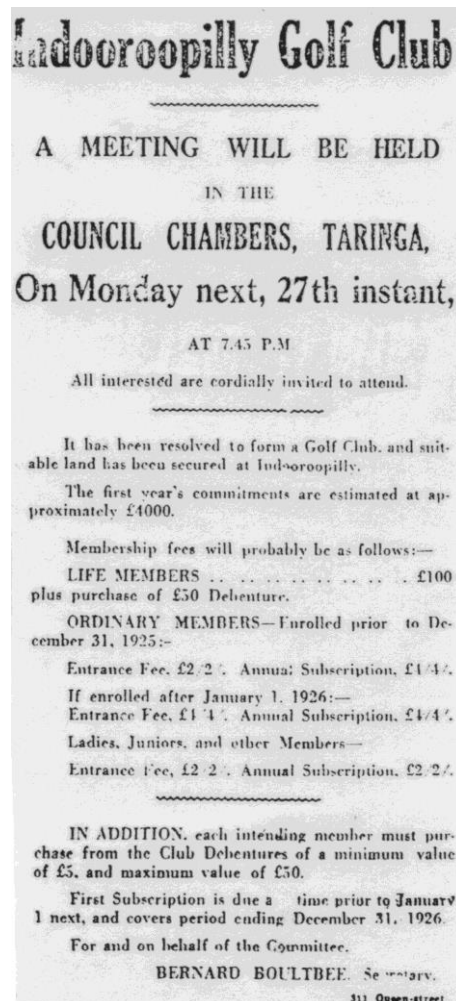 Indooroopilly Golf Club
A MEETING WILL BE HELD
IN THE
COUNCIL CHAMBERS, TARINGA,
On Monday next, 27th instant,
AT 7.45 P.M
All interested are cordially invited to attend.
It has been resolved to form a Golf Club, and suit-
able land has been secured at Indooroopilly.
The first year's commitments are estimated at ap-
proximately £4000.
Membership fees will probably be as follows:—
LIFE MEMBERS .. .. .. .. .. .. .. .. £100
plus purchase of £50 Debenture.
ORDINARY MEMBERS—Enrolled prior to De-
cember 31, 1925:-
Entrance Fee, £2/2/. Annual Subscription, £4/4/.
If enrolled after January 1, 1926:—
Entrance Fee, £4/4/. Annual Subscription, £4/4/.
Ladies, Juniors, and other Members—
Entrance Fee, £2/2/. Annual Subscription, £2/2/.
IN ADDITION, each intending member must pur-
chase from the Club Debentures of a minimum value
of £5, and maximum value of £50.
First Subscription is due a time prior to January
1 next, and covers period ending December 31, 1926.
For and on behalf of the Committee.
BERNARD BOULTBEE, Secretary.
311 Queen-street